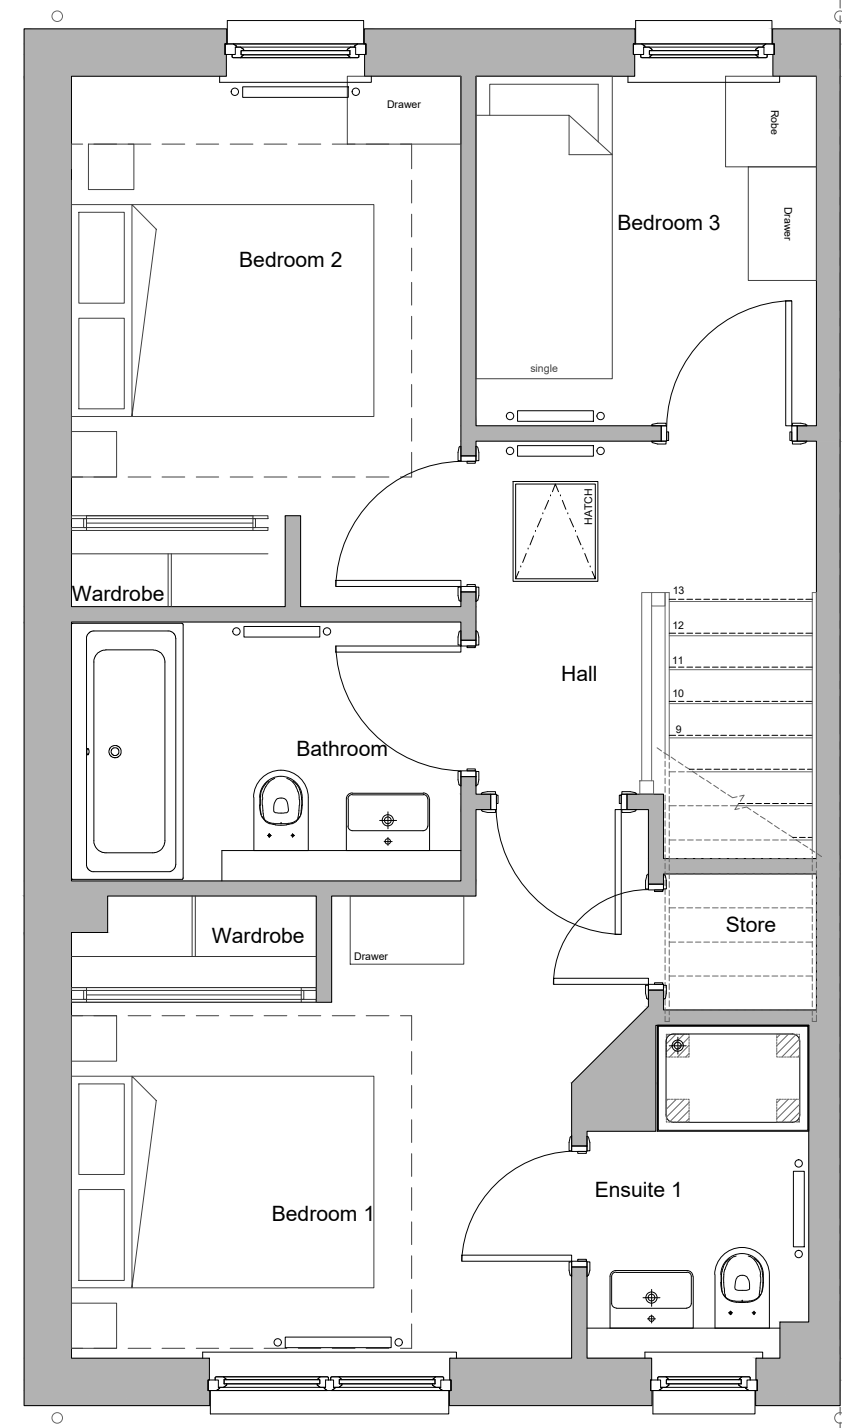 Drawer
Robe
Bedroom 3
Drawer
Bedroom 2
single
HATCH
Wardrobe
13
12
11
Hall
10
9
Bathroom
Store
Wardrobe
Drawer
Ensuite 1
Bedroom 1